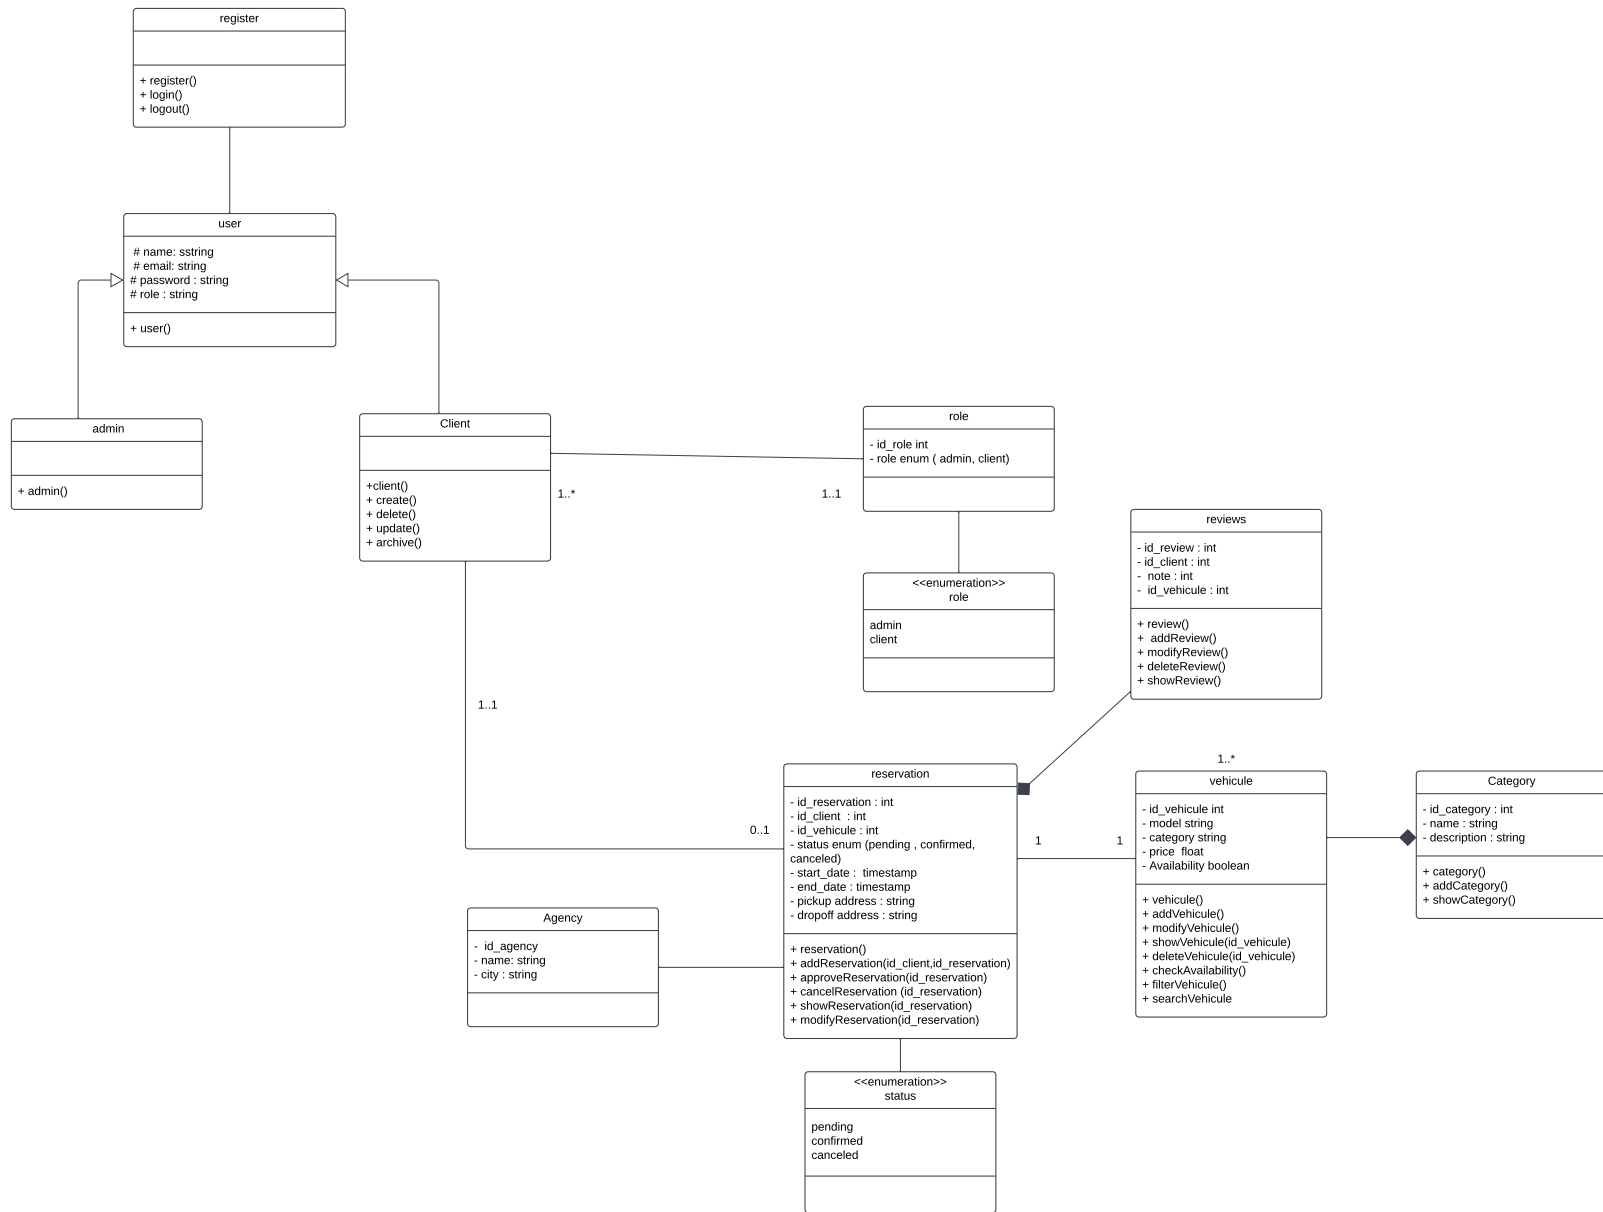 register
+ register()
+ login()
+ logout()
user
# name: sstring
# email: string
# password : string
# role : string
+ user()
admin
+ admin()
Client
+client()
+ create()
+ delete()
+ update()
+ archive()
1..*
1..1
role
- id_role int
- role enum ( admin, client)
<<enumeration>>
role
admin
client
reviews
- id_review : int
- id_client : int
-  note : int
-  id_vehicule : int
+ review()
+  addReview()
+ modifyReview()
+ deleteReview()
+ showReview()
1..1
0..1
reservation
- id_reservation : int
- id_client  : int
- id_vehicule : int
- status enum (pending , confirmed,
canceled)
- start_date :  timestamp
- end_date : timestamp
- pickup address : string
- dropoff address : string
+ reservation()
+ addReservation(id_client,id_reservation)
+ approveReservation(id_reservation)
+ cancelReservation (id_reservation)
+ showReservation(id_reservation)
+ modifyReservation(id_reservation)
1
1
1..*
vehicule
- id_vehicule int
- model string
- category string
- price  float
- Availability boolean
+ vehicule()
+ addVehicule()
+ modifyVehicule()
+ showVehicule(id_vehicule)
+ deleteVehicule(id_vehicule)
+ checkAvailability()
+ filterVehicule()
+ searchVehicule
Category
- id_category : int
- name : string
- description : string
+ category()
+ addCategory()
+ showCategory()
Agency
-  id_agency
- name: string
- city : string
<<enumeration>>
status
pending
confirmed
canceled